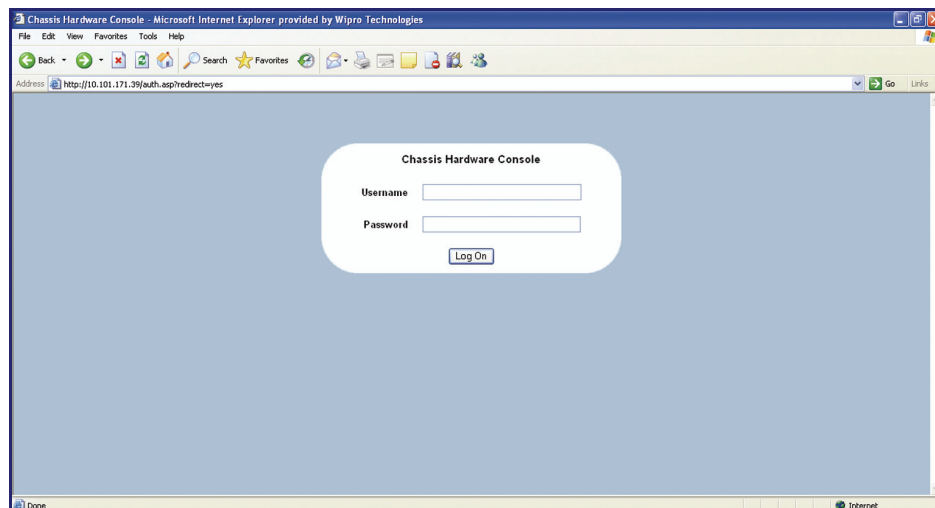 Chassis Hardware Console - Microsoft Internet Explorer provided by Wipro Technologies
File Edit View Favorites Tools Help
Back Search Favorites
Address http://10.101.171.39/auth.asp?redirect=yes Go Links
Chassis Hardware Console
Username
Password
Log On
Done Internet